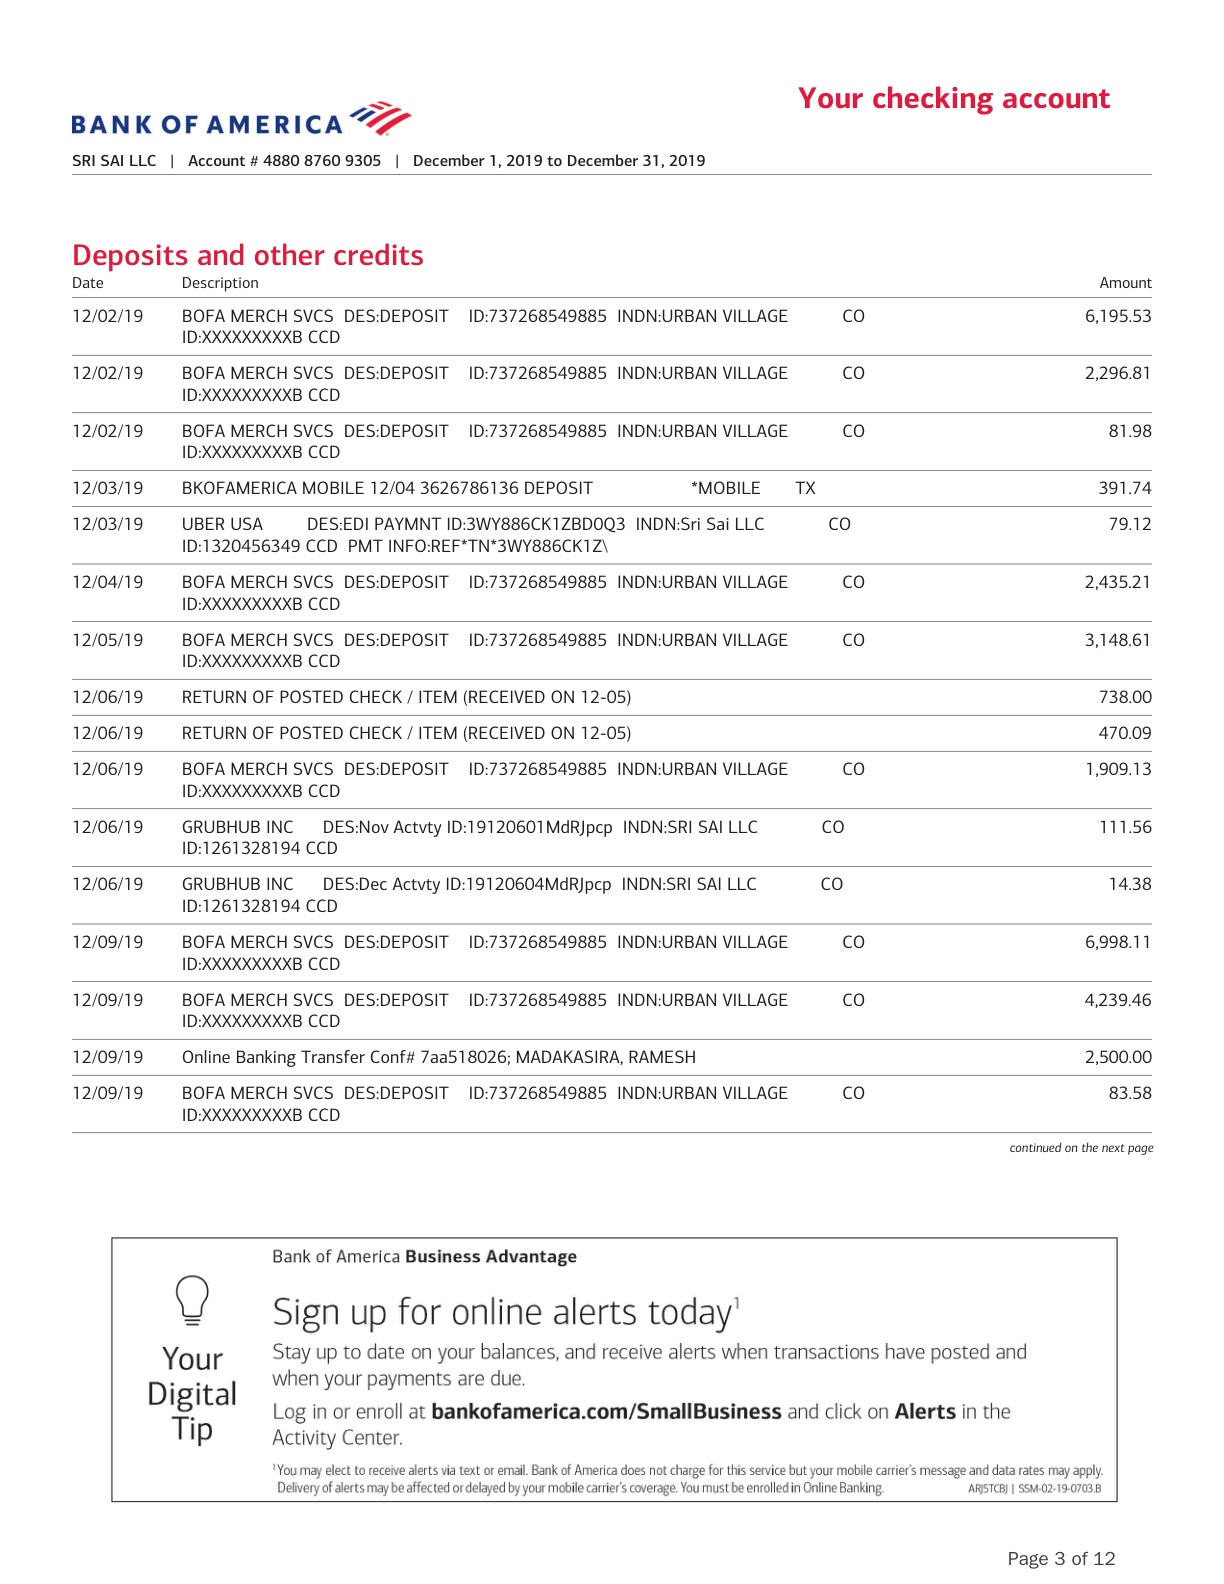 Your checking account
BANK OF AMERICA
SRI SAI LLC | Account # 4880 8760 9305 | December 1, 2019 to December 31, 2019
Deposits and other credits
Date Description Amount
12/02/19 BOFA MERCH SVCS DES:DEPOSIT ID:737268549885 INDN:URBAN VILLAGE CO 6,195.53
ID:XXXXXXXXXB CCD
12/02/19 BOFA MERCH SVCS DES:DEPOSIT ID:737268549885 INDN:URBAN VILLAGE CO 2,296.81
ID:XXXXXXXXXB CCD
12/02/19 BOFA MERCH SVCS DES:DEPOSIT ID:737268549885 INDN:URBAN VILLAGE CO 81.98
ID:XXXXXXXXXB CCD
12/03/19 BKOFAMERICA MOBILE 12/04 3626786136 DEPOSIT *MOBILE TX 391.74
12/03/19 UBER USA DES:EDI PAYMNT ID:3WY886CK1ZBD0Q3 INDN:Sri Sai LLC CO 79.12
ID:1320456349 CCD PMT INFO:REF*TN*3WY886CK1Z\
12/04/19 BOFA MERCH SVCS DES:DEPOSIT ID:737268549885 INDN:URBAN VILLAGE CO 2,435.21
ID:XXXXXXXXXB CCD
12/05/19 BOFA MERCH SVCS DES:DEPOSIT ID:737268549885 INDN:URBAN VILLAGE CO 3,148.61
ID:XXXXXXXXXB CCD
12/06/19 RETURN OF POSTED CHECK / ITEM (RECEIVED ON 12-05) 738.00
12/06/19 RETURN OF POSTED CHECK / ITEM (RECEIVED ON 12-05) 470.09
12/06/19 BOFA MERCH SVCS DES:DEPOSIT ID:737268549885 INDN:URBAN VILLAGE CO 1,909.13
ID:XXXXXXXXXB CCD
12/06/19 GRUBHUB INC DES:Nov Actvty ID:19120601MdRJpcp INDN:SRI SAI LLC CO 111.56
ID:1261328194 CCD
12/06/19 GRUBHUB INC DES:Dec Actvty ID:19120604MdRJpcp INDN:SRI SAI LLC CO 14.38
ID:1261328194 CCD
12/09/19 BOFA MERCH SVCS DES:DEPOSIT ID:737268549885 INDN:URBAN VILLAGE CO 6,998.11
ID:XXXXXXXXXB CCD
12/09/19 BOFA MERCH SVCS DES:DEPOSIT ID:737268549885 INDN:URBAN VILLAGE CO 4,239.46
ID:XXXXXXXXXB CCD
12/09/19 Online Banking Transfer Conf# 7aa518026; MADAKASIRA, RAMESH 2,500.00
12/09/19 BOFA MERCH SVCS DES:DEPOSIT ID:737268549885 INDN:URBAN VILLAGE CO 83.58
ID:XXXXXXXXXB CCD
continued on the next page
Your
Digital
Tip
Bank of America Business Advantage
Sign up for online alerts today¹
Stay up to date on your balances, and receive alerts when transactions have posted and
when your payments are due.
Log in or enroll at bankofamerica.com/SmallBusiness and click on Alerts in the
Activity Center.
¹ You may elect to receive alerts via text or email. Bank of America does not charge for this service but your mobile carrier's message and data rates may apply.
Delivery of alerts may be affected or delayed by your mobile carrier's coverage. You must be enrolled in Online Banking. ARJ5TCBJ | SSM-02-19-0703.B
Page 3 of 12